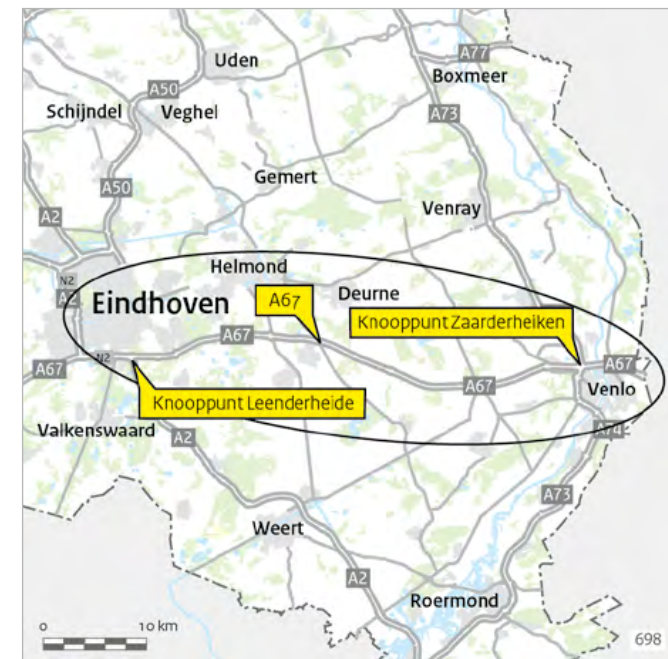 Uden
A77
Boxmeer
A50
Schijndel
Veghel
A73
A50
Gemert
Venray
A2
Helmond
N2
A2
Eindhoven
A67
Deurne
Knooppunt Zaarderheiken
A67
A67
A67
N2
A67
Venlo
Knooppunt Leenderheide
Valkenswaard
A2
A74
A73
Weert
A2
Roermond
0 10 km
698